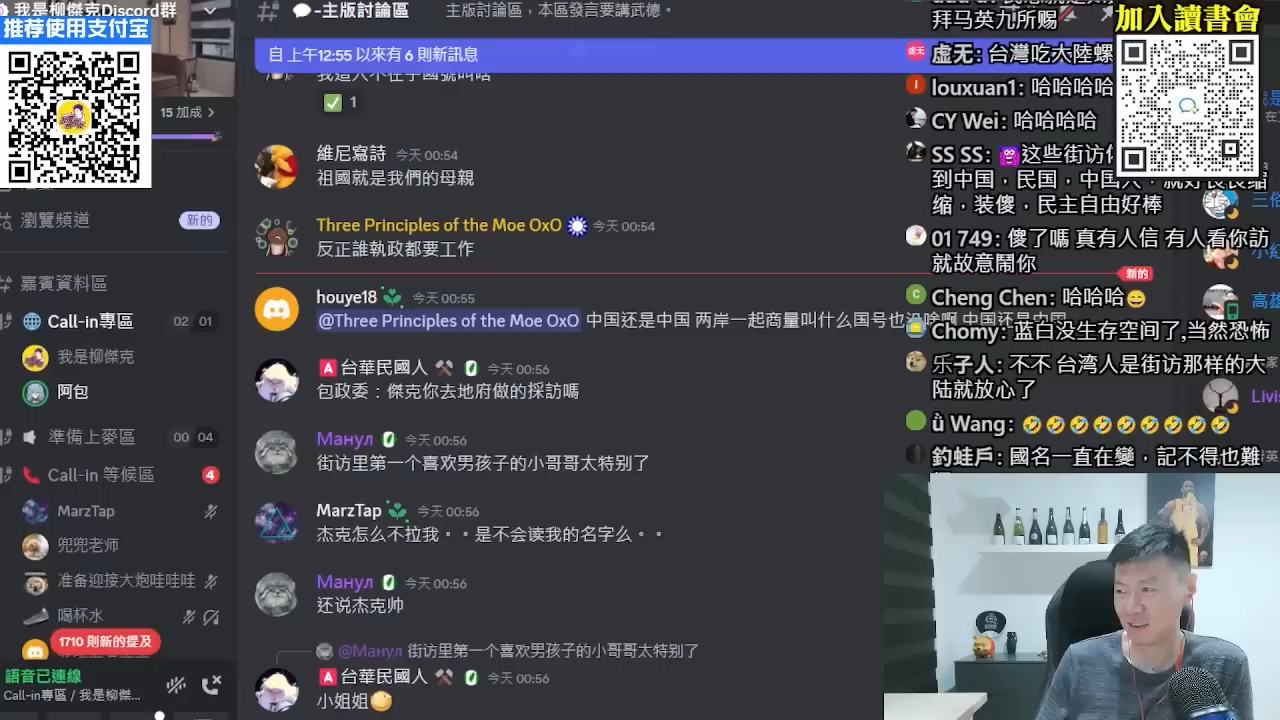 我是柳傑克Discord群
推荐使用支付宝
15 加成
瀏覽頻道
新的
嘉賓資料區
Call-in專區
02 01
我是柳傑克
阿包
準備上麥區
00 04
Call-in 等候區
4
MarzTap
兜兜老师
准备迎接大炮哇哇哇
喝杯水
1710 則新的提及
語音已連線
Call-in專區 / 我是柳傑...
-主版討論區
主版討論區，本區發言要講武德。
自 上午12:55 以來有 6 則新訊息
1
維尼寫詩 今天 00:54
祖國就是我們的母親
Three Principles of the Moe OxO 今天 00:54
反正誰執政都要工作
新的
houye18 今天 00:55
@Three Principles of the Moe OxO 中国还是中国 两岸一起商量叫什么国号也没啥啊 中国还是中国
A 台華民國人 今天 00:56
包政委：傑克你去地府做的採訪嗎
Манул 今天 00:56
街访里第一个喜欢男孩子的小哥哥太特别了
MarzTap 今天 00:56
杰克怎么不拉我。。是不会读我的名字么。。
Манул 今天 00:56
还说杰克帅
@Манул 街访里第一个喜欢男孩子的小哥哥太特别了
A 台華民國人 今天 00:56
小姐姐
加入讀書會
拜马英九所赐
虚无: 台灣吃大陸螺
louxuan1: 哈哈哈哈
CY Wei: 哈哈哈哈
SS SS: 这些街访
到中国，民国，中国人，就好畏畏缩
缩，装傻，民主自由好棒
01 749: 傻了嗎 真有人信 有人看你訪
就故意鬧你
Cheng Chen: 哈哈哈😄
Chomy: 蓝白没生存空间了,当然恐怖
乐子人: 不不 台湾人是街访那样的大
陆就放心了
ǜ Wang: 🤣🤣🤣🤣🤣🤣🤣🤣🤣
釣蛙戶: 國名一直在變，記不得也難